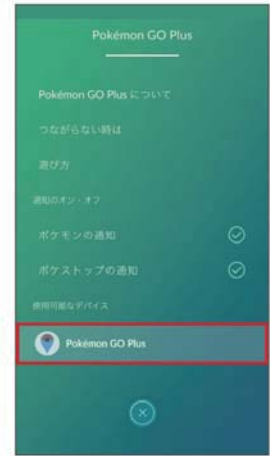 Pokémon GO Plus
Pokémon GO Plus について
つながらない時は
遊び方
通知のオン・オフ
ポケモンの通知
ポケストップの通知
使用可能なデバイス
Pokémon GO Plus